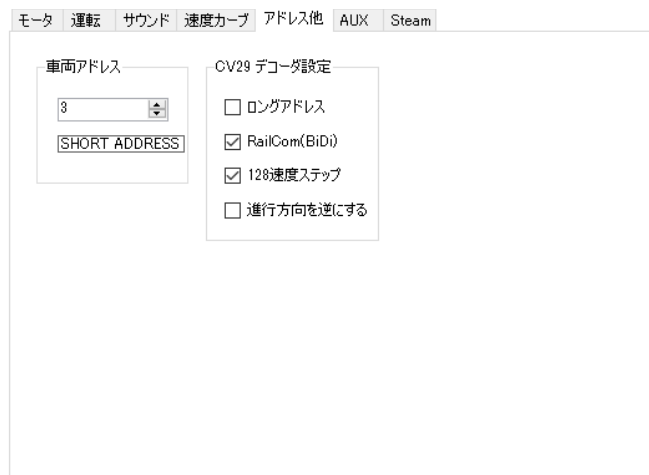 モータ 運転 サウンド 速度カーブ アドレス他 AUX Steam
車両アドレス
3
SHORT ADDRESS
CV29 デコーダ設定
ロングアドレス
RailCom(BiDi)
128速度ステップ
進行方向を逆にする